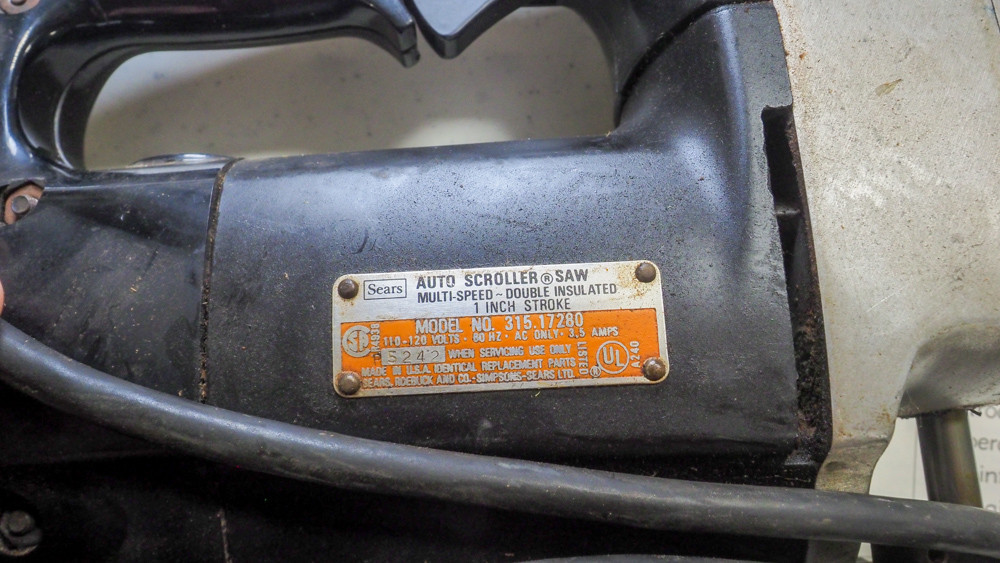 Sears
AUTO SCROLLER® SAW
MULTI-SPEED ~ DOUBLE INSULATED
1 INCH STROKE
MODEL NO. 315.17280
110-120 VOLTS · 60 HZ · AC ONLY · 3.5 AMPS
WHEN SERVICING USE ONLY
MADE IN U.S.A. IDENTICAL REPLACEMENT PARTS
SEARS, ROEBUCK AND CO.-SIMPSONS-SEARS LTD.
LISTED
UL
®
A240